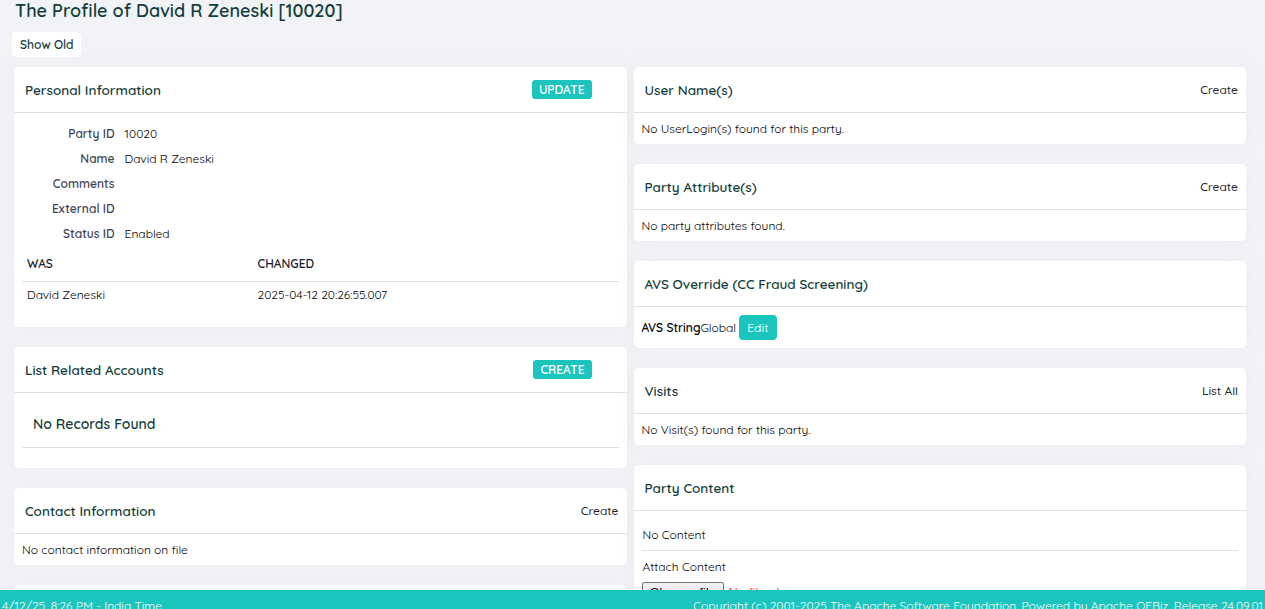 The Profile of David R Zeneski [10020]
Show Old
Personal Information UPDATE
Party ID 10020
Name David R Zeneski
Comments
External ID
Status ID Enabled
WAS CHANGED
David Zeneski 2025-04-12 20:26:55.007
List Related Accounts CREATE
No Records Found
Contact Information Create
No contact information on file
User Name(s) Create
No UserLogin(s) found for this party.
Party Attribute(s) Create
No party attributes found.
AVS Override (CC Fraud Screening)
AVS StringGlobal Edit
Visits List All
No Visit(s) found for this party.
Party Content
No Content
Attach Content
4/12/25, 8:26 PM - India Time
Copyright (c) 2001-2025 The Apache Software Foundation. Powered by Apache OFBiz. Release 24.09.01